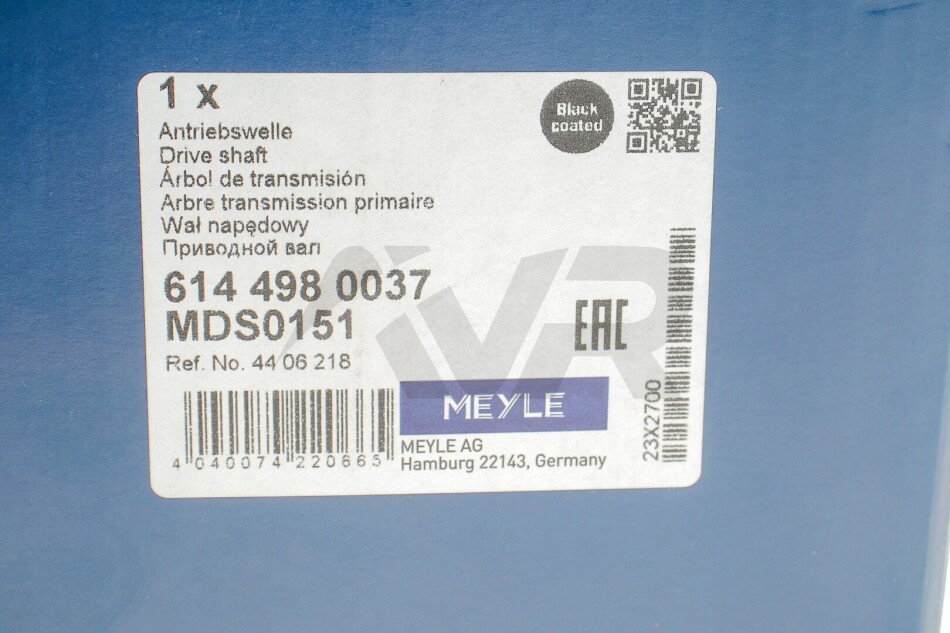 1 x
Black
coated
Antriebswelle
Drive shaft
Árbol de transmisión
Arbre transmission primaire
Wał napędowy
Приводной вал
614 498 0037
MDS0151
Ref. No. 44 06 218
EAC
AVR
MEYLE
MEYLE AG
Hamburg 22143, Germany
4 040074 220665
23X2700